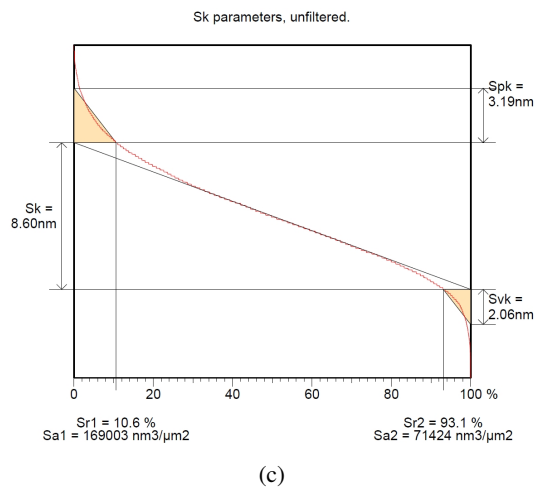 Sk parameters, unfiltered.
Spk =
3.19nm
Sk =
8.60nm
Svk =
2.06nm
0 20 40 60 80 100 %
Sr1 = 10.6 % Sr2 = 93.1 %
Sa1 = 169003 nm3/µm2 Sa2 = 71424 nm3/µm2
(c)